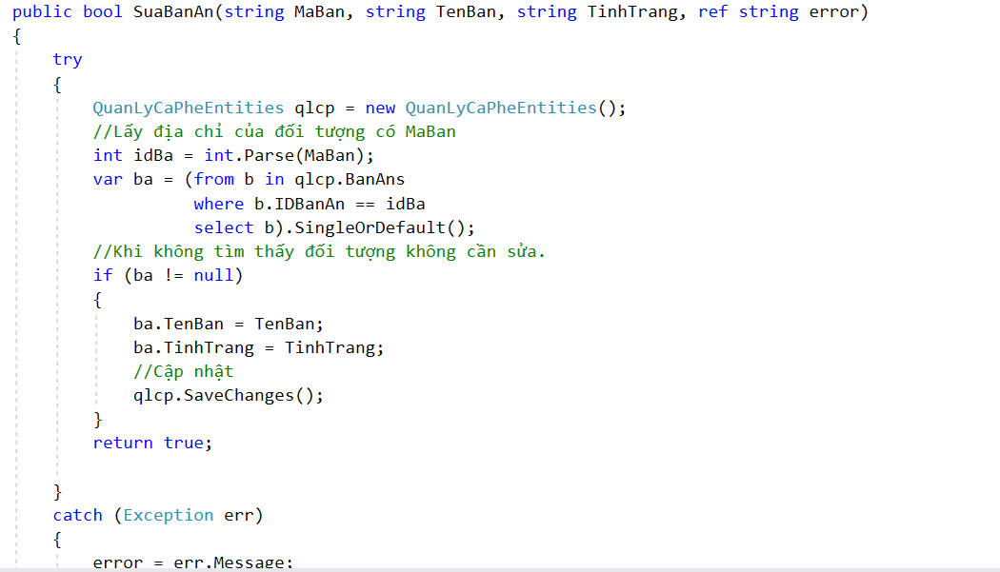 public bool SuaBanAn(string MaBan, string TenBan, string TinhTrang, ref string error)
{
try
{
QuanLyCaPheEntities qlcp = new QuanLyCaPheEntities();
//Lấy địa chỉ của đối tượng có MaBan
int idBa = int.Parse(MaBan);
var ba = (from b in qlcp.BanAns
where b.IDBanAn == idBa
select b).SingleOrDefault();
//Khi không tìm thấy đối tượng không cần sửa.
if (ba != null)
{
ba.TenBan = TenBan;
ba.TinhTrang = TinhTrang;
//Cập nhật
qlcp.SaveChanges();
}
return true;
}
catch (Exception err)
{
error = err.Message;